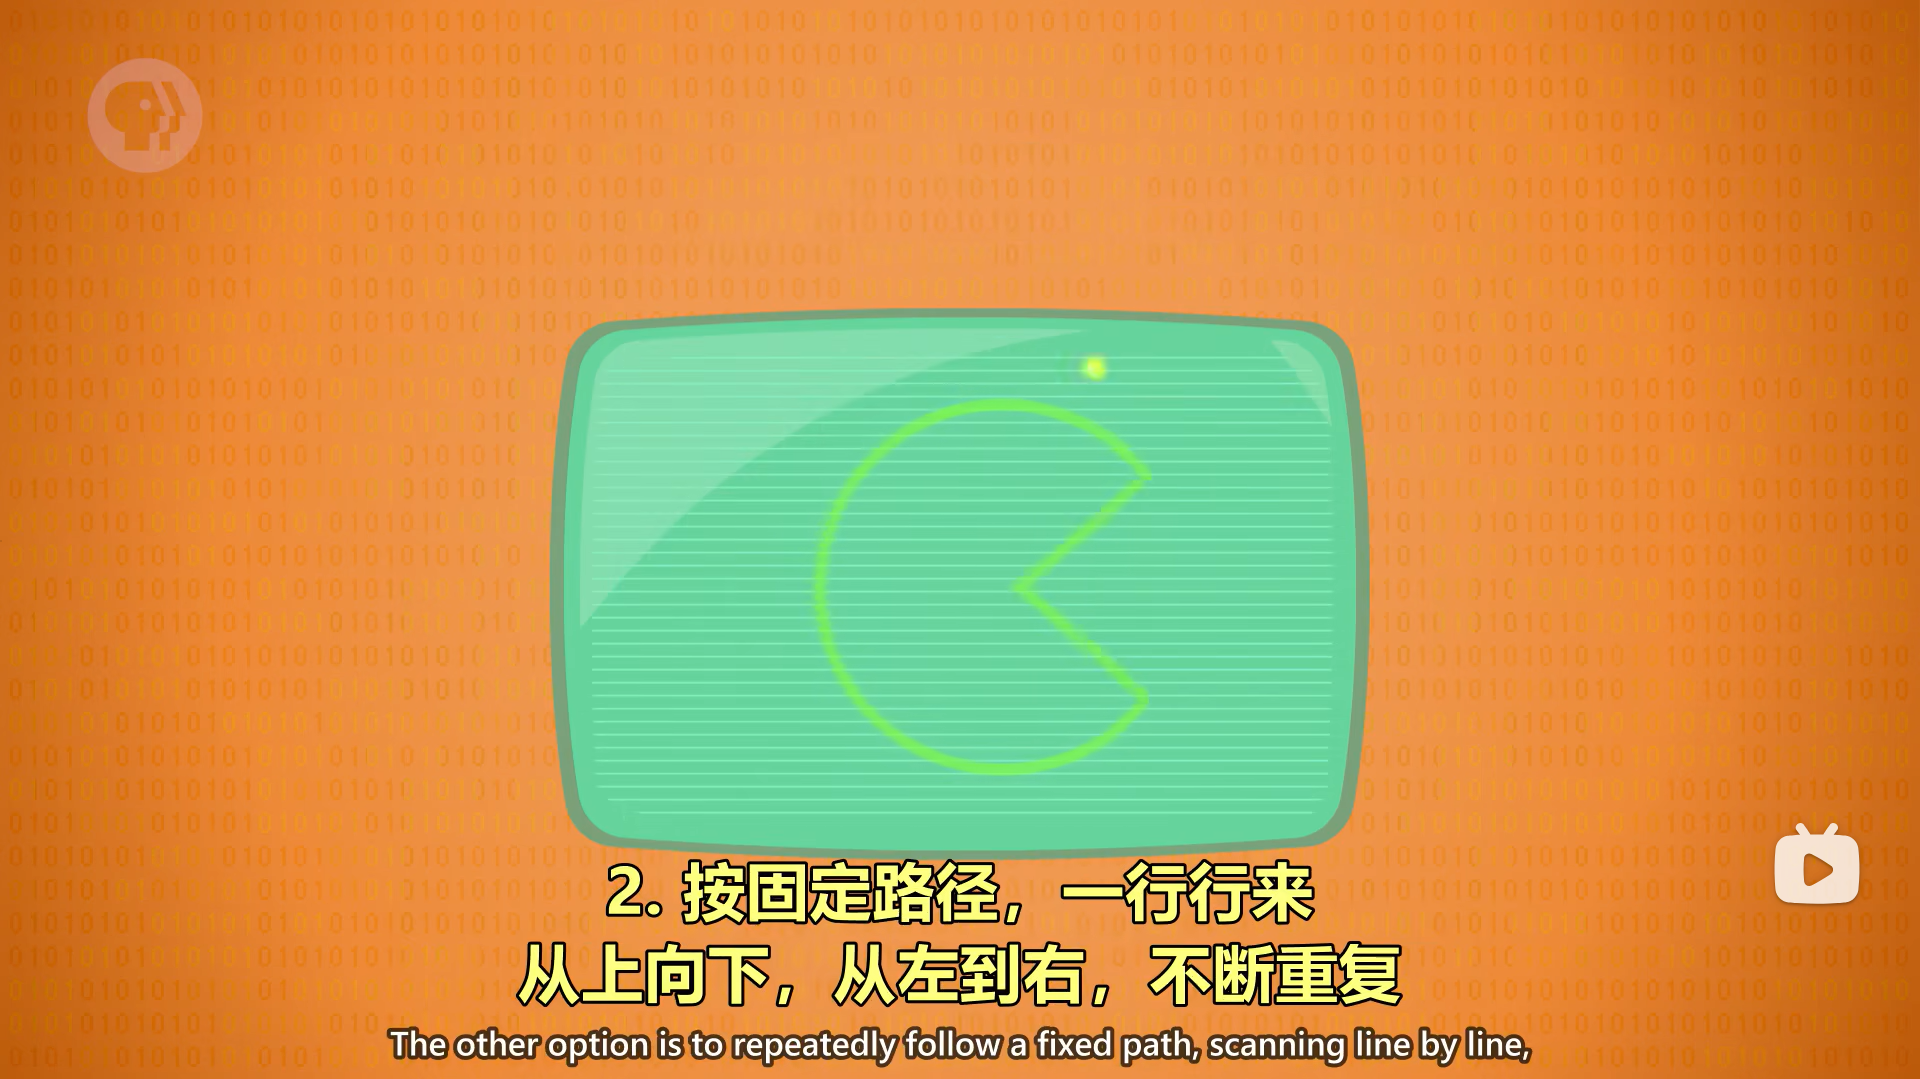 2. 按固定路径，一行行来
从上向下，从左到右，不断重复
The other option is to repeatedly follow a fixed path, scanning line by line,